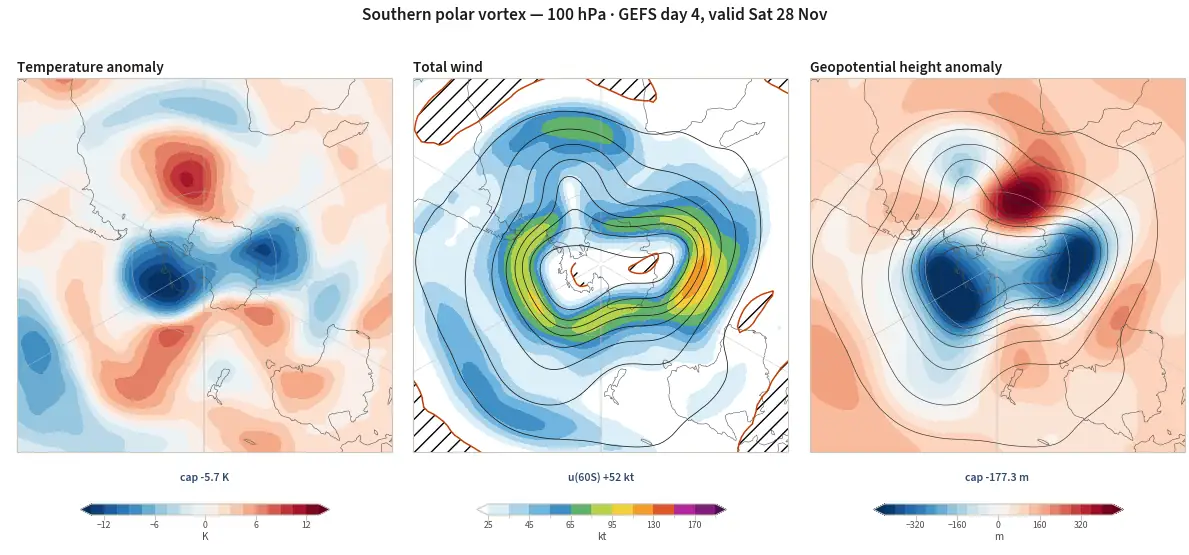 Southern polar vortex — 100 hPa · GEFS day 4, valid Sat 28 Nov
Temperature anomaly
Total wind
Geopotential height anomaly
cap -5.7 K
u(60S) +52 kt
cap -177.3 m
−12 −6 0 6 12
K
25 45 65 95 130 170
kt
−320 −160 0 160 320
m